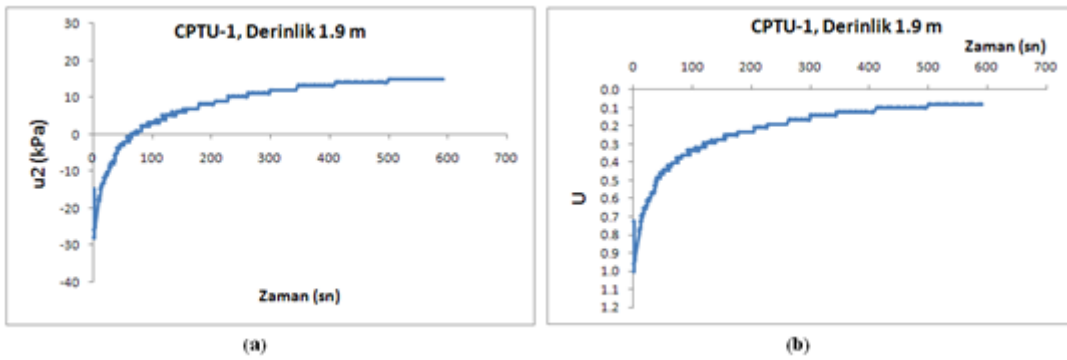 CPTU-1, Derinlik 1.9 m
30
20
10
0
-10
-20
-30
-40
0 100 200 300 400 500 600 700
u2 (kPa)
Zaman (sn)
(a)
CPTU-1, Derinlik 1.9 m
Zaman (sn)
0 100 200 300 400 500 600 700
0.0
0.1
0.2
0.3
0.4
0.5
0.6
0.7
0.8
0.9
1.0
1.1
1.2
U
(b)